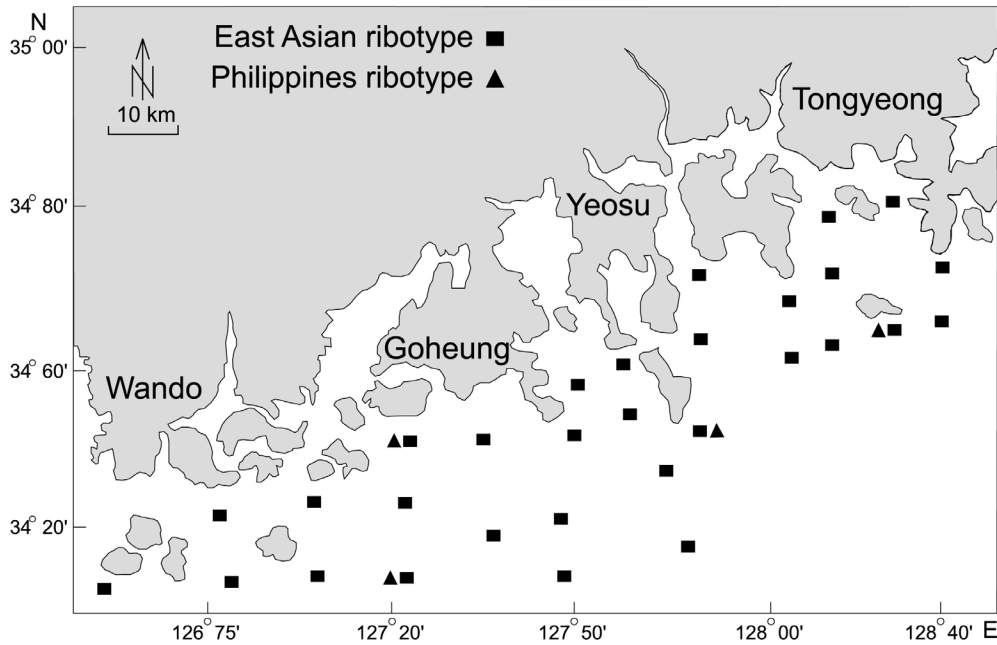 N
35° 00'
East Asian ribotype
Philippines ribotype
N
10 km
Tongyeong
34° 80'
Yeosu
34° 60'
Goheung
Wando
34° 20'
126° 75'
127° 20'
127° 50'
128° 00'
128° 40'
E